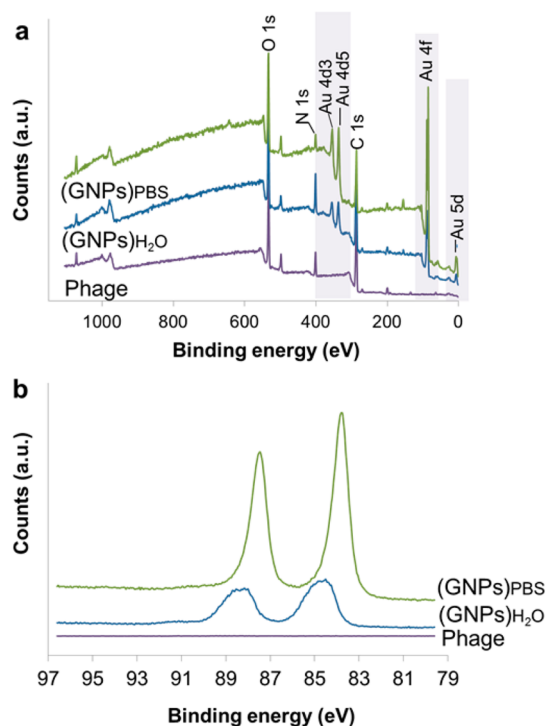 a
Counts (a.u.)
O 1s
N 1s
Au 4d3
Au 4d5
C 1s
Au 4f
Au 5d
(GNPs)PBS
(GNPs)H₂O
Phage
1000 800 600 400 200 0
Binding energy (eV)
b
Counts (a.u.)
(GNPs)PBS
(GNPs)H₂O
Phage
97 95 93 91 89 87 85 83 81 79
Binding energy (eV)